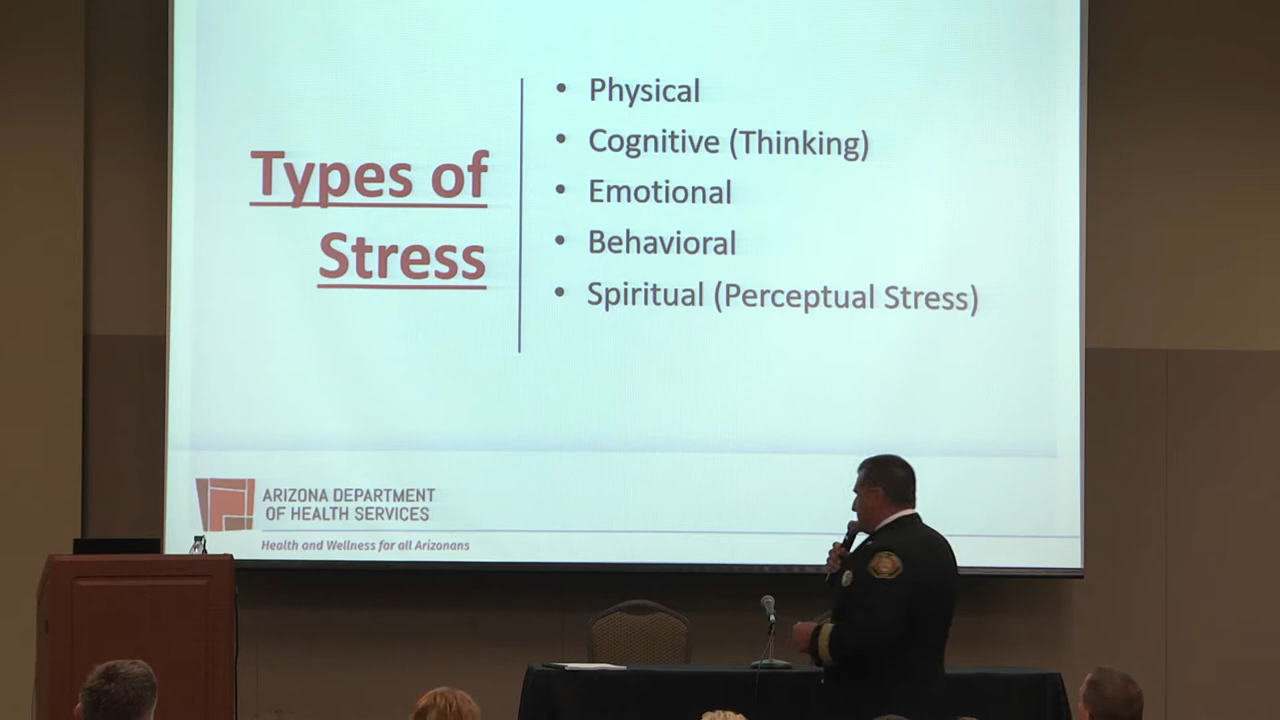 Types of
Stress
• Physical
• Cognitive (Thinking)
• Emotional
• Behavioral
• Spiritual (Perceptual Stress)
ARIZONA DEPARTMENT
OF HEALTH SERVICES
Health and Wellness for all Arizonans